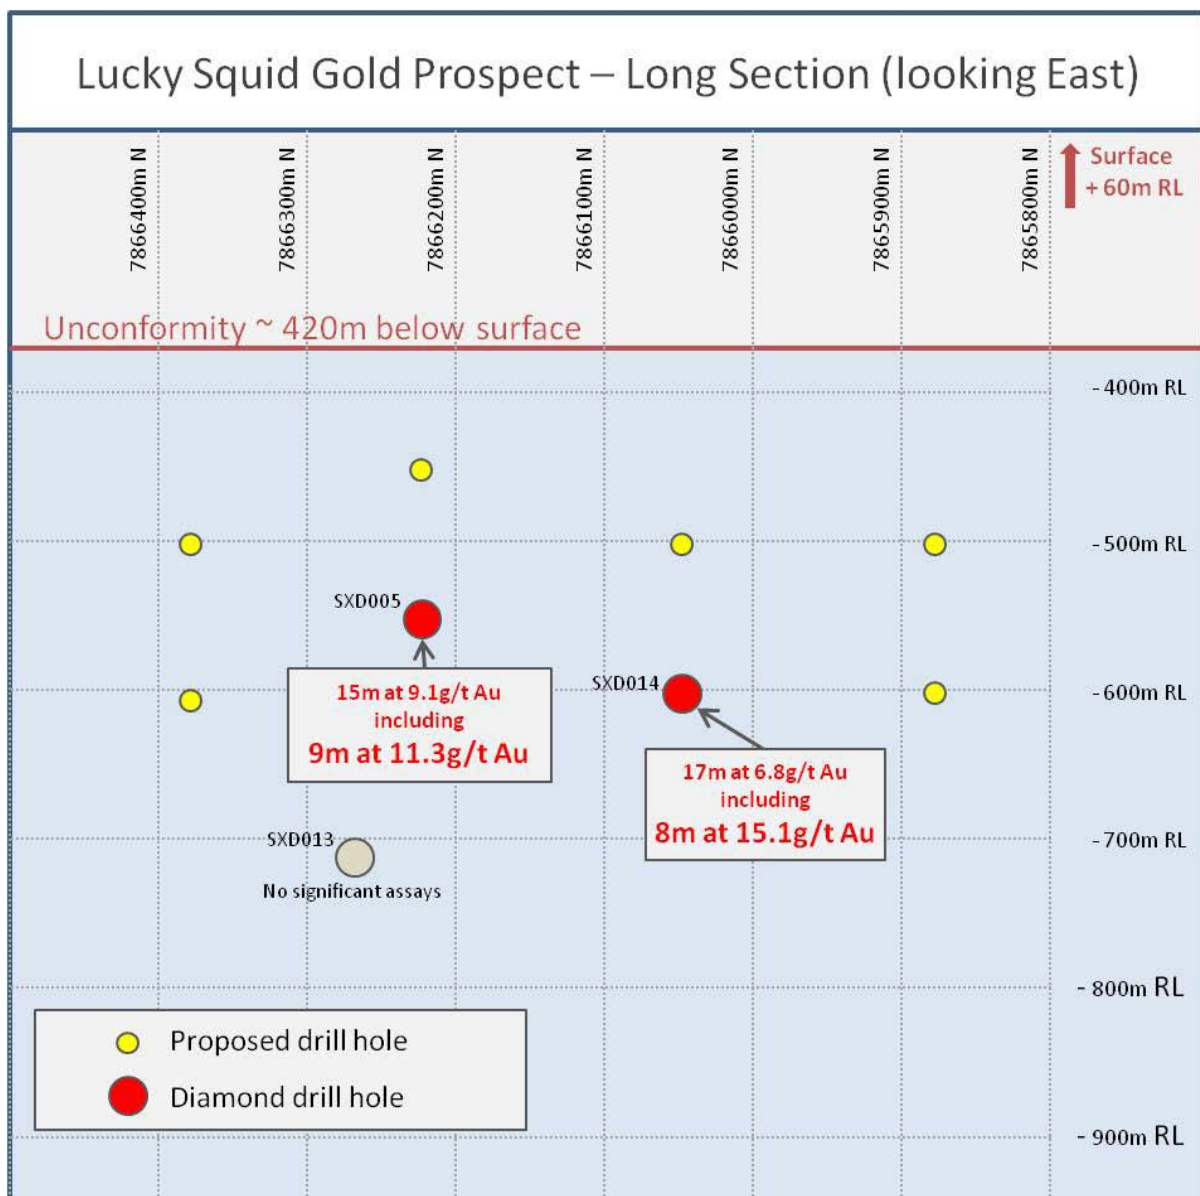 Lucky Squid Gold Prospect – Long Section (looking East)
7866400m N
7866300m N
7866200m N
7866100m N
7866000m N
7865900m N
7865800m N
Surface
+ 60m RL
Unconformity ~ 420m below surface
- 400m RL
- 500m RL
SXD005
15m at 9.1g/t Au
including
9m at 11.3g/t Au
SXD014
- 600m RL
17m at 6.8g/t Au
including
8m at 15.1g/t Au
SXD013
No significant assays
- 700m RL
- 800m RL
Proposed drill hole
Diamond drill hole
- 900m RL